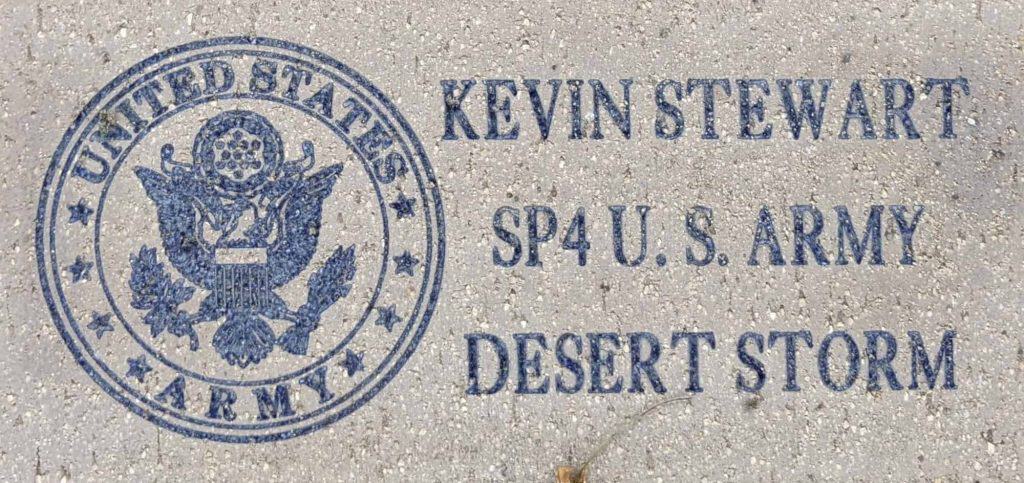 UNITED STATES
ARMY
KEVIN STEWART
SP4 U. S. ARMY
DESERT STORM